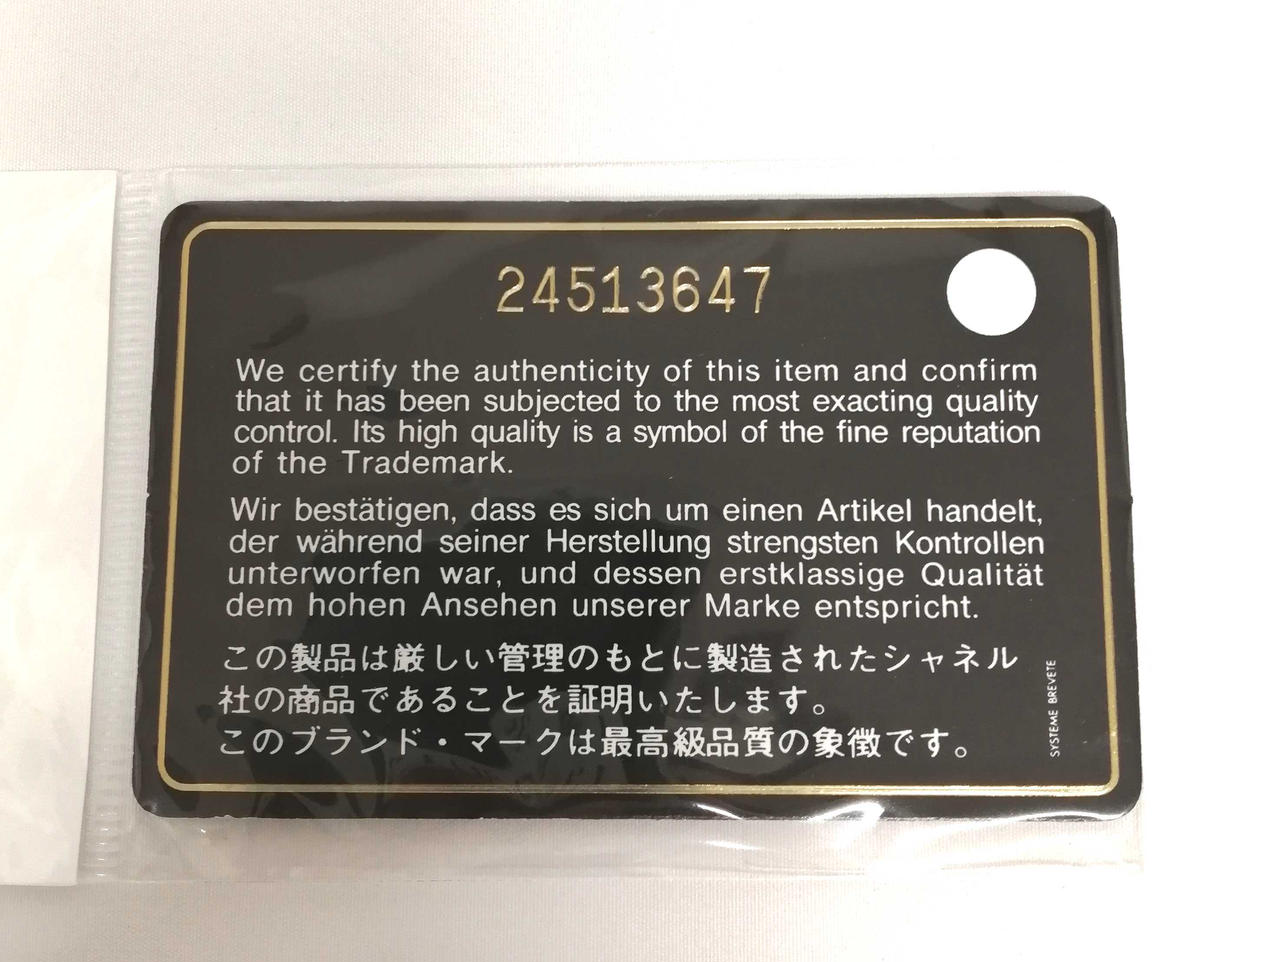 24513647
We certify the authenticity of this item and confirm
that it has been subjected to the most exacting quality
control. Its high quality is a symbol of the fine reputation
of the Trademark.
Wir bestätigen, dass es sich um einen Artikel handelt,
der während seiner Herstellung strengsten Kontrollen
unterworfen war, und dessen erstklassige Qualität
dem hohen Ansehen unserer Marke entspricht.
この製品は厳しい管理のもとに製造されたシャネル
社の商品であることを証明いたします。
このブランド・マークは最高級品質の象徴です。
SYSTEME BREVETE